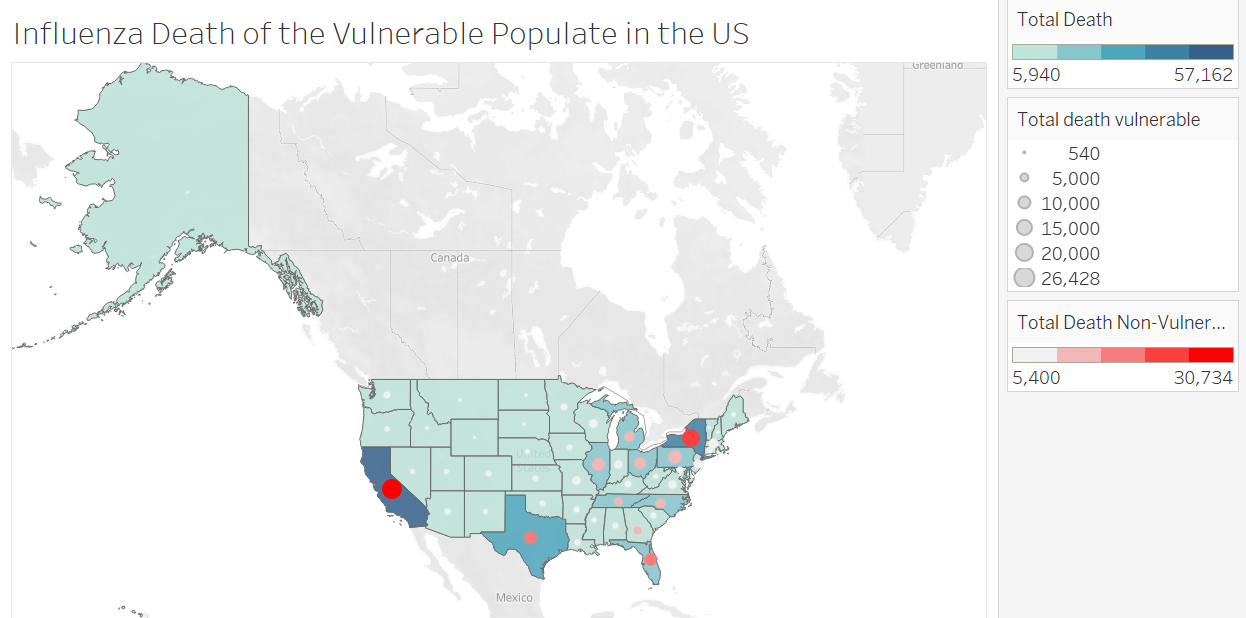 Influenza Death of the Vulnerable Populate in the US
Total Death
5,940 57,162
Total death vulnerable
540
5,000
10,000
15,000
20,000
26,428
Total Death Non-Vulner...
5,400 30,734
Greenland
Canada
United
States
Mexico